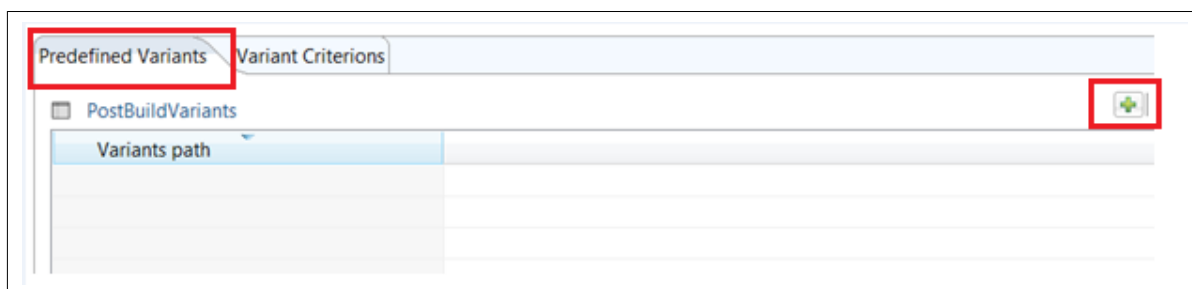 Predefined Variants Variant Criterions
PostBuildVariants
Variants path